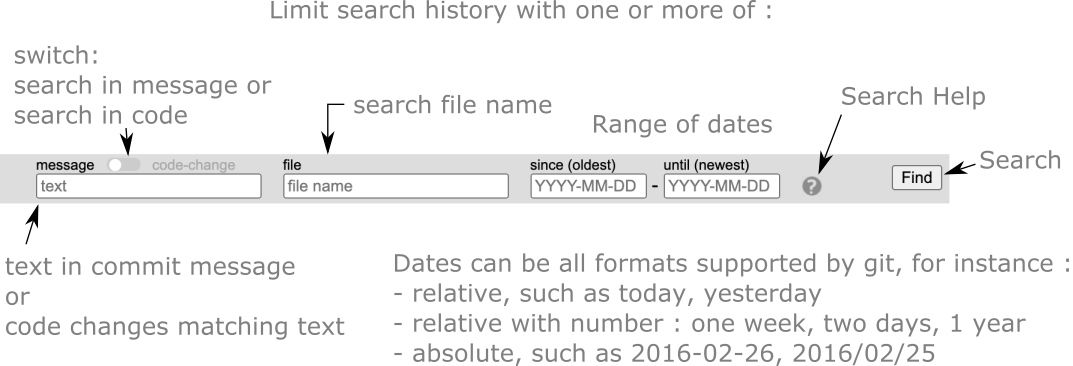 Limit search history with one or more of :
switch:
search in message or
search in code
search file name
Range of dates
Search Help
Search
message code-change file since (oldest) until (newest)
text file name YYYY-MM-DD - YYYY-MM-DD ? Find
text in commit message
or
code changes matching text
Dates can be all formats supported by git, for instance :
- relative, such as today, yesterday
- relative with number : one week, two days, 1 year
- absolute, such as 2016-02-26, 2016/02/25